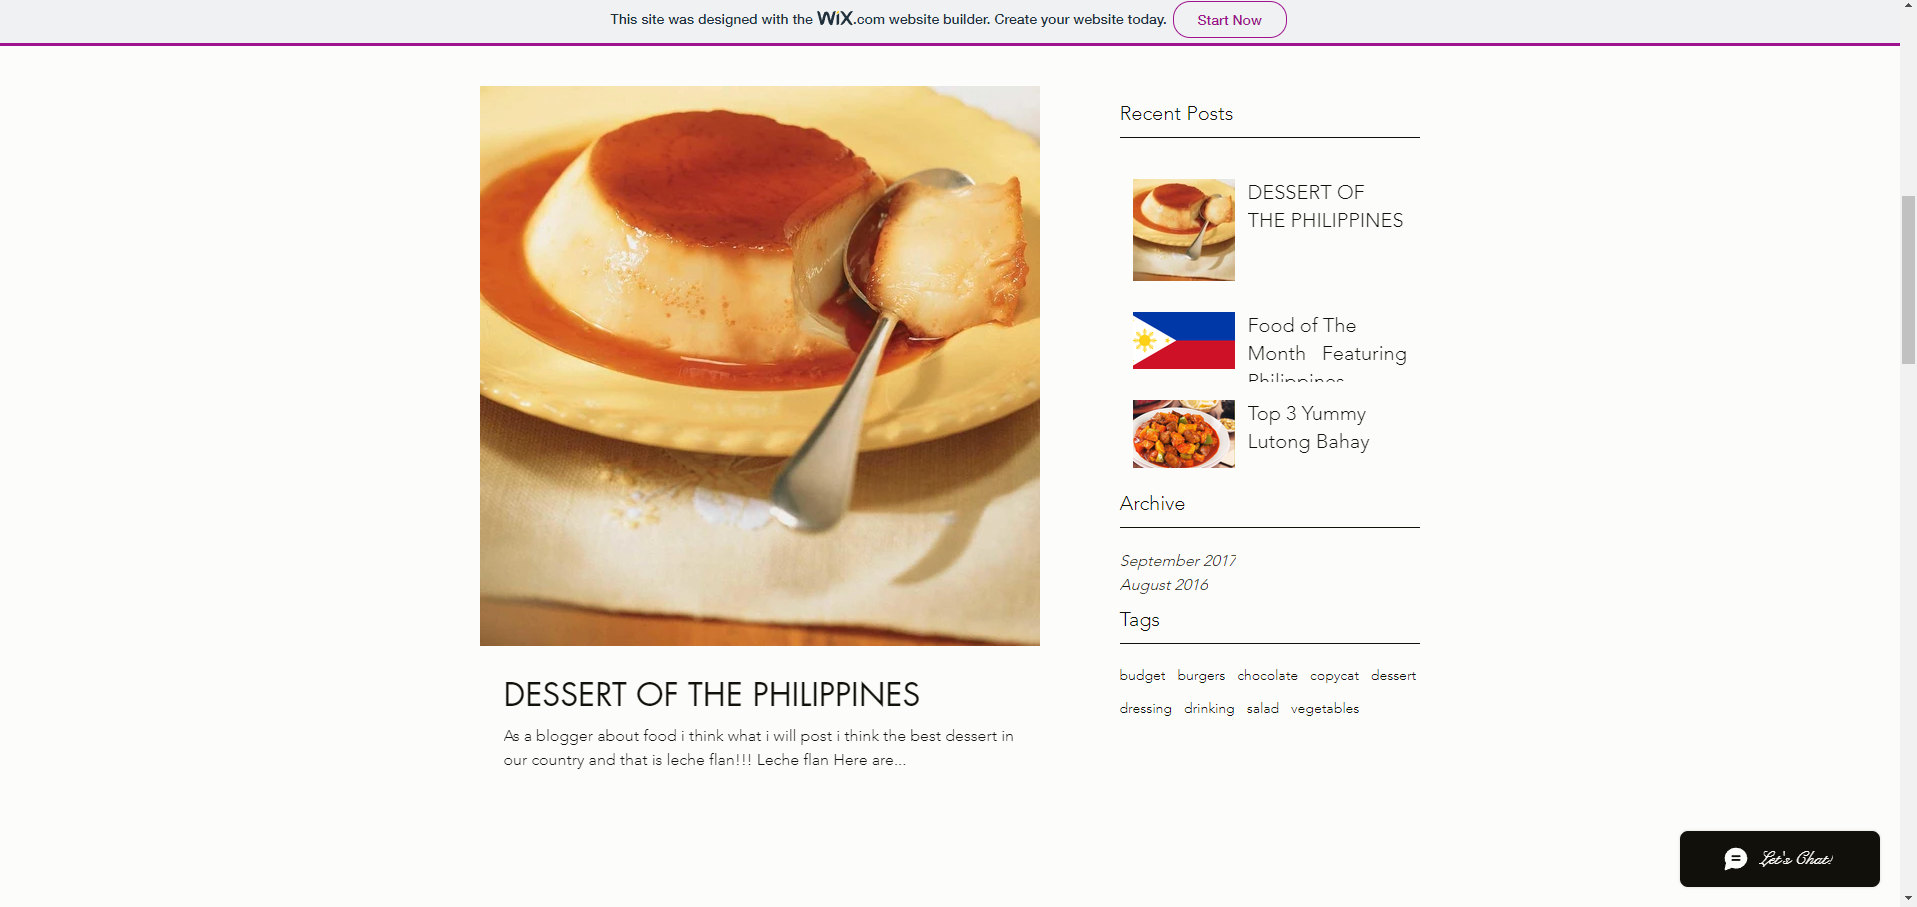 This site was designed with the WiX.com website builder. Create your website today.
Start Now
DESSERT OF THE PHILIPPINES
As a blogger about food i think what i will post i think the best dessert in
our country and that is leche flan!!! Leche flan Here are...
Recent Posts
DESSERT OF
THE PHILIPPINES
Food of The
Month Featuring
Philippines
Top 3 Yummy
Lutong Bahay
Archive
September 2017
August 2016
Tags
budget burgers chocolate copycat dessert
dressing drinking salad vegetables
Let's Chat!